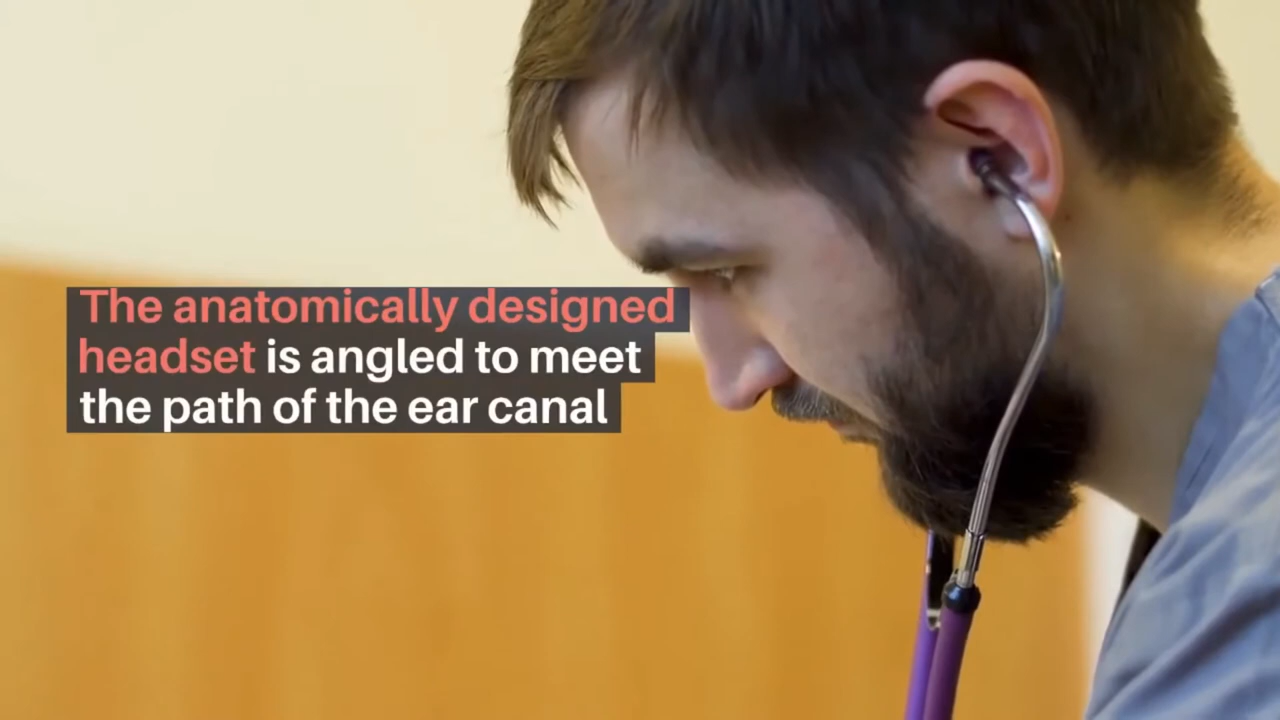 The anatomically designed
headset is angled to meet
the path of the ear canal